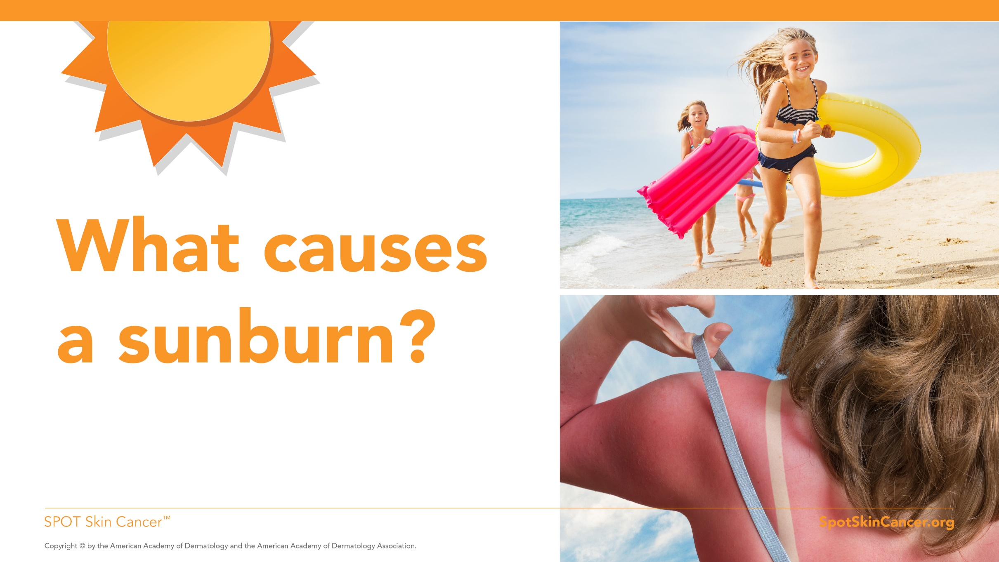 What causes
a sunburn?
SPOT Skin Cancer™
SpotSkinCancer.org
Copyright © by the American Academy of Dermatology and the American Academy of Dermatology Association.